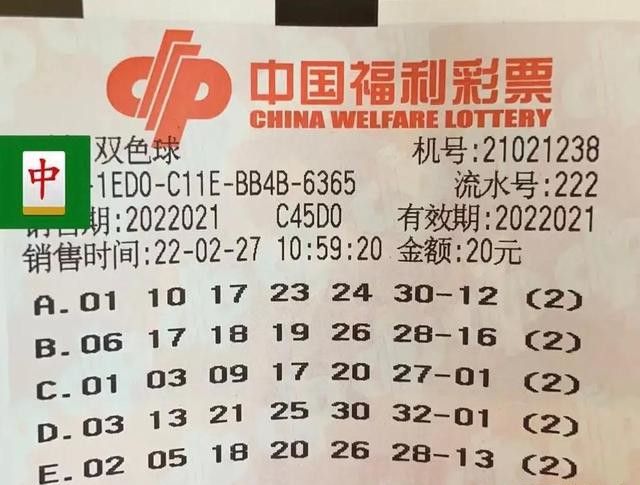 中国福利彩票
CHINA WELFARE LOTTERY
双色球 机号:21021238
中
-1ED0-C11E-BB4B-6365 流水号:222
销售期:2022021 C45D0 有效期:2022021
销售时间:22-02-27 10:59:20 金额:20元
A.01 10 17 23 24 30-12 (2)
B.06 17 18 19 26 28-16 (2)
C.01 03 09 17 20 27-01 (2)
D.03 13 21 25 30 32-01 (2)
E.02 05 18 20 26 28-13 (2)